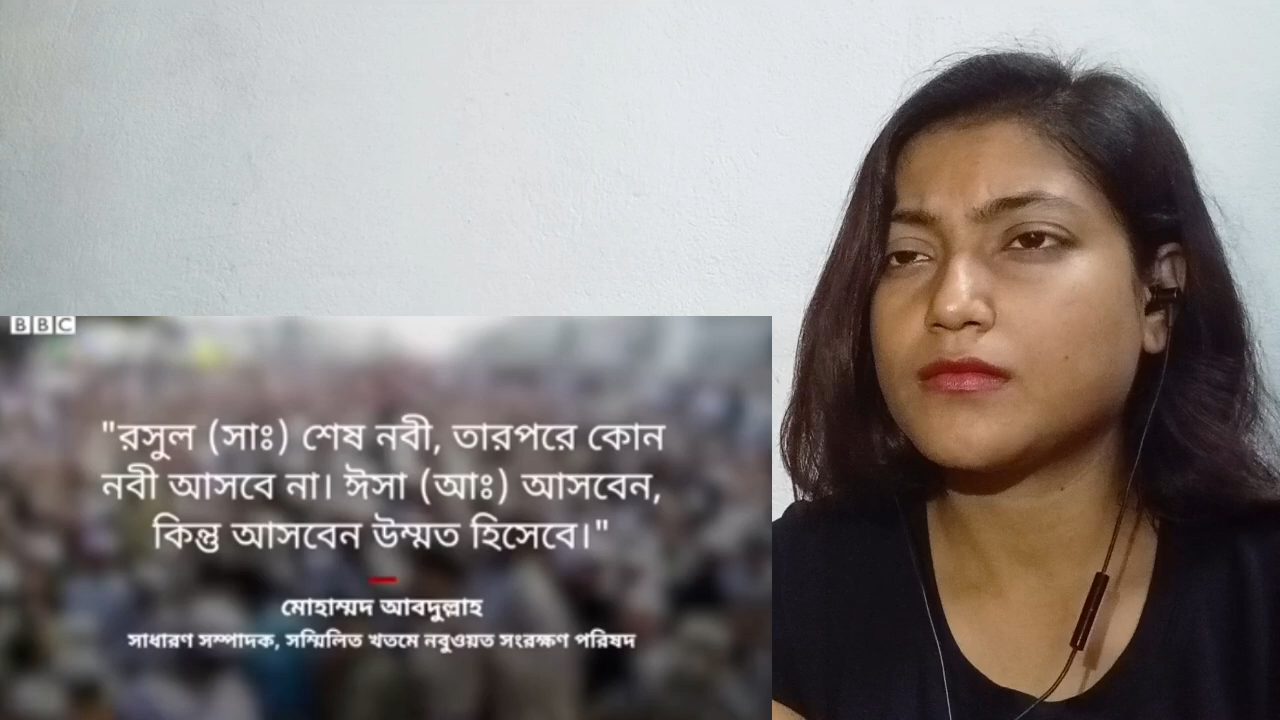 BBC
"রসুল (সাঃ) শেষ নবী, তারপরে কোন
নবী আসবে না। ঈসা (আঃ) আসবেন,
কিন্তু আসবেন উম্মত হিসেবে।"
মোহাম্মদ আবদুল্লাহ
সাধারণ সম্পাদক, সম্মিলিত খতমে নবুওয়ত সংরক্ষণ পরিষদ